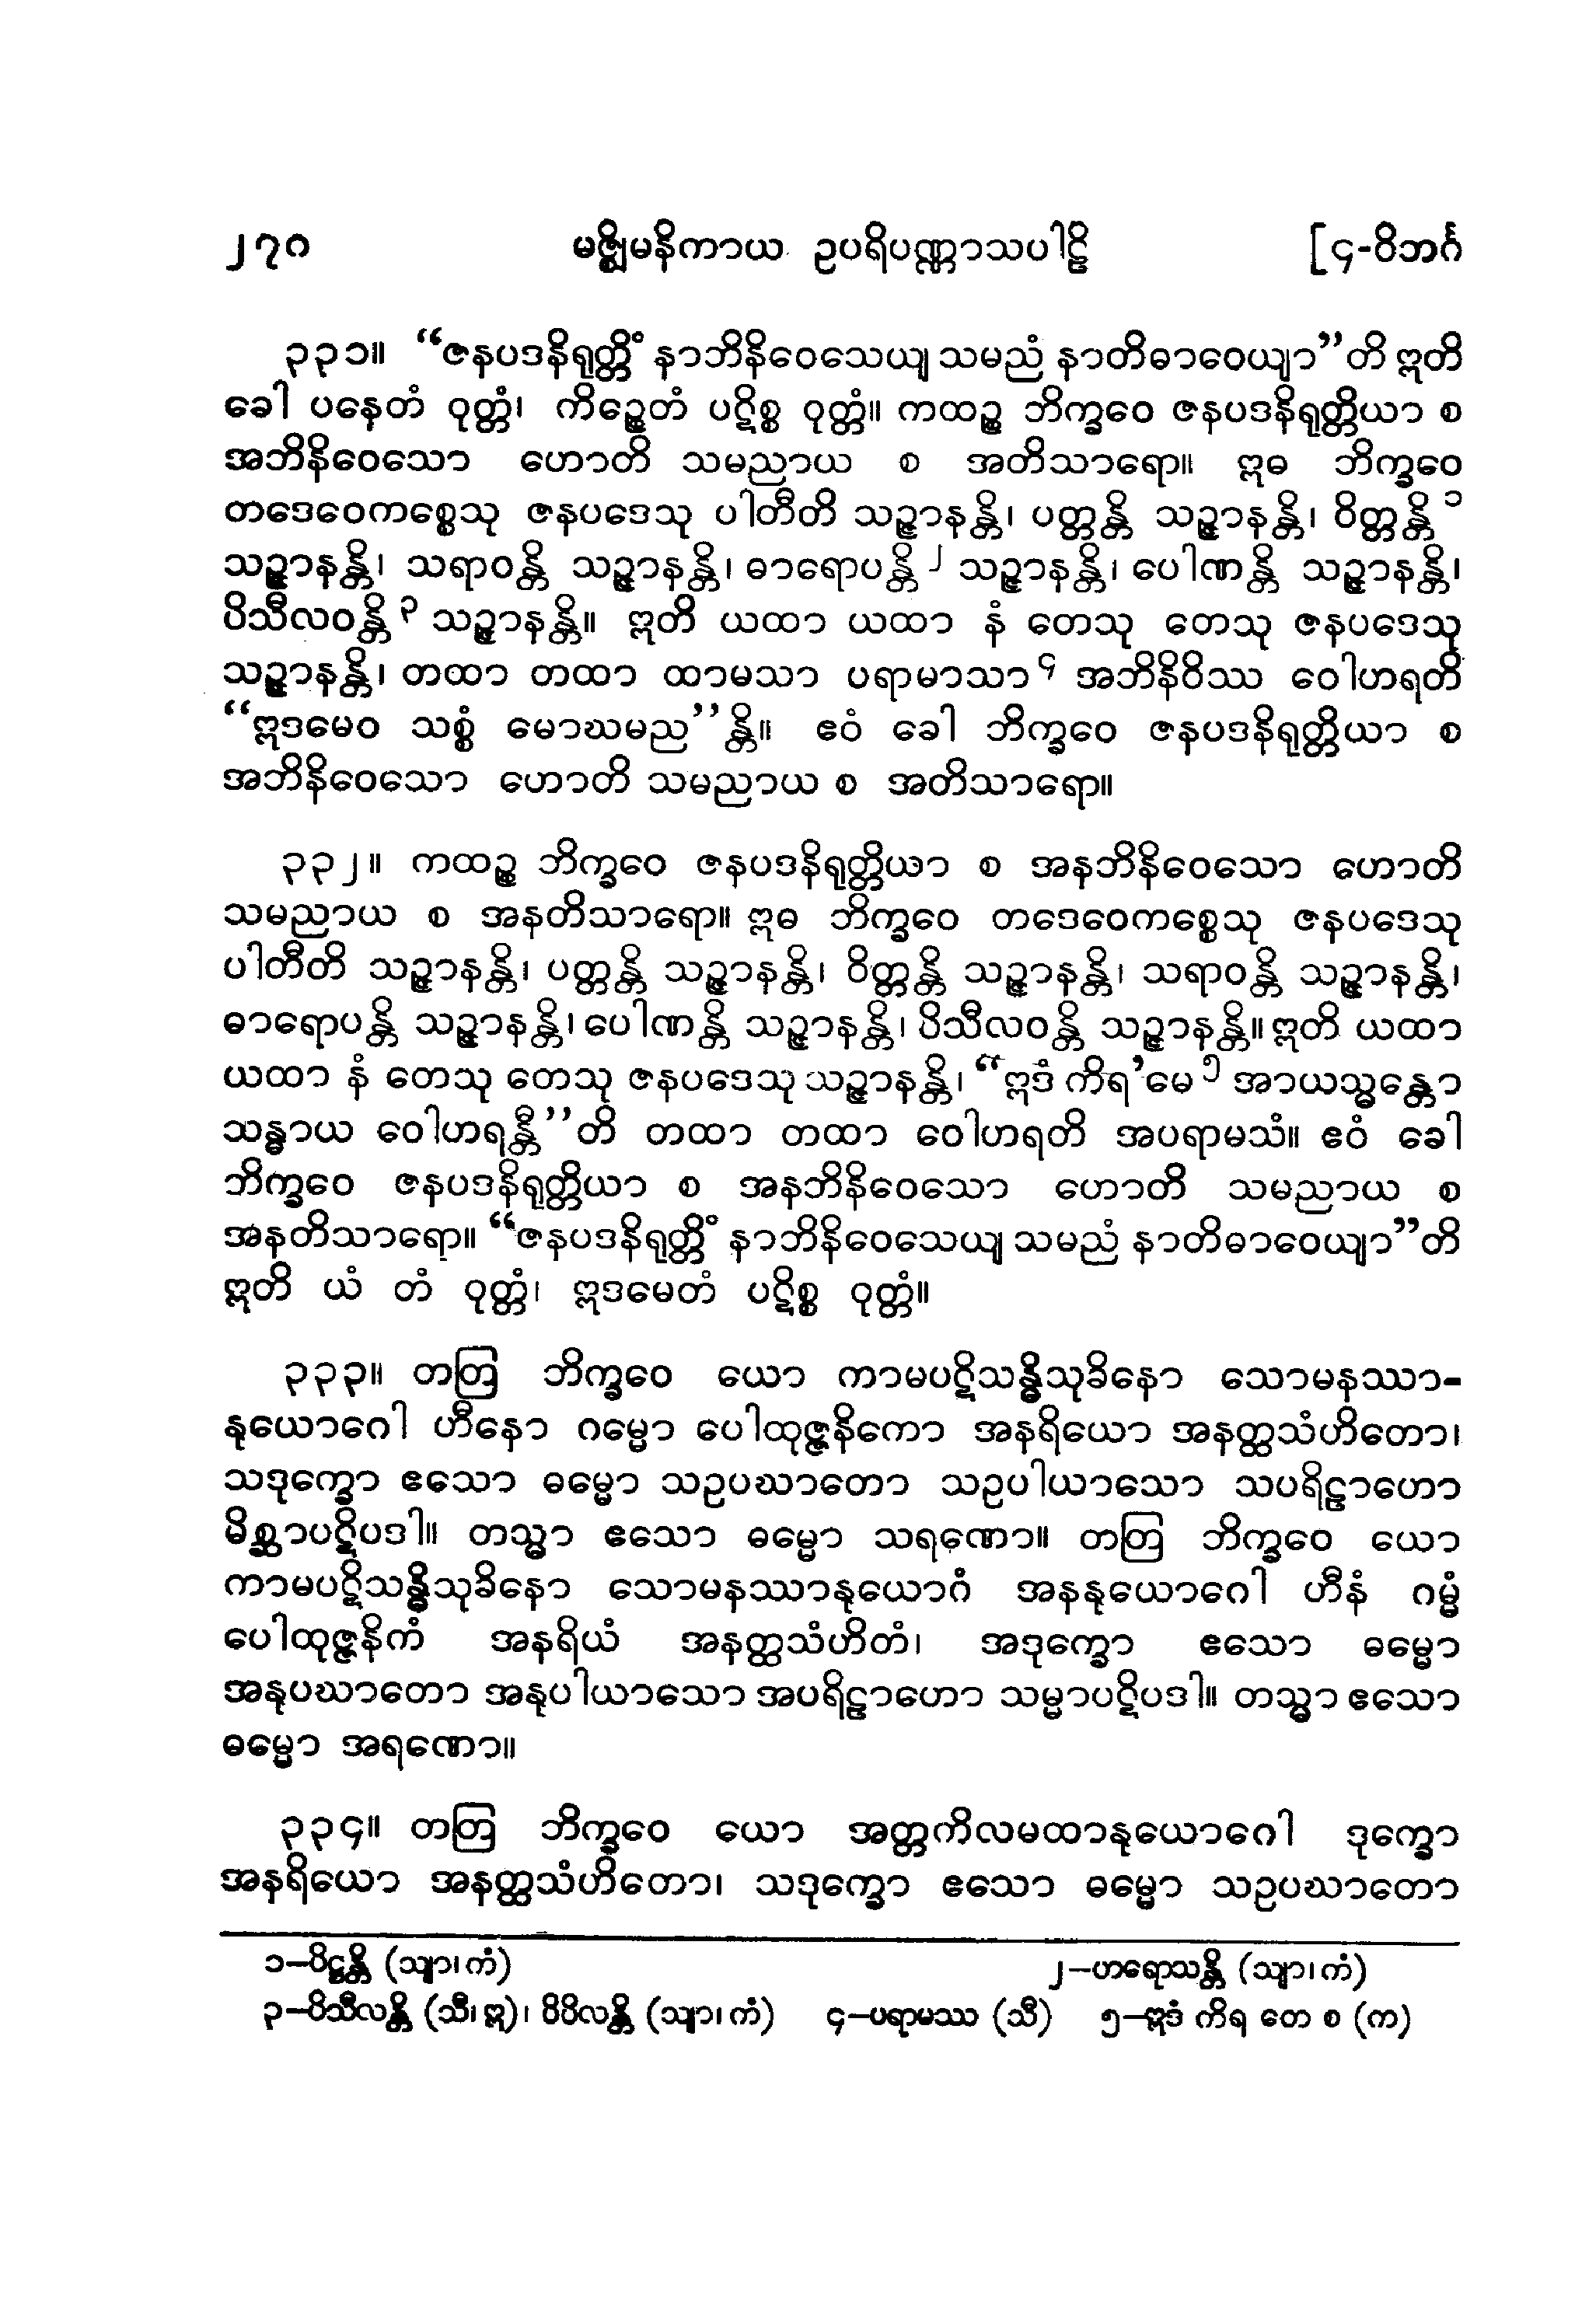 ၂၇၀ မဇ္ဈိမနိကာယ ဥပရိပဏ္ဏာသပါဠိ [၄-ဝိဘင်္ဂ
၃၃၁။ “ဇနပဒနိရုတ္တိံ နာဘိနိဝေသေယျ သမညံ နာတိဓာဝေယျာ”တိ ဣတိ
ခေါ ပနေတံ ဝုတ္တံ၊ ကိဉ္စေတံ ပဋိစ္စ ဝုတ္တံ။ ကထဉ္စ ဘိက္ခဝေ ဇနပဒနိရုတ္တိယာ စ
အဘိနိဝေသော ဟောတိ သမညာယ စ အတိသာရော။ ဣဓ ဘိက္ခဝေ
တဒေဝေကစ္စေသု ဇနပဒေသု ပါတီတိ သဉ္ဇာနန္တိ၊ ပတ္တန္တိ သဉ္ဇာနန္တိ၊ ဝိတ္တန္တိ ၁
သဉ္ဇာနန္တိ၊ သရာဝန္တိ သဉ္ဇာနန္တိ၊ ဓာရောပန္တိ ၂ သဉ္ဇာနန္တိ၊ ပေါဏန္တိ သဉ္ဇာနန္တိ၊
ပိသီလဝန္တိ ၃ သဉ္ဇာနန္တိ။ ဣတိ ယထာ ယထာ နံ တေသု တေသု ဇနပဒေသု
သဉ္ဇာနန္တိ၊ တထာ တထာ ထာမသာ ပရာမာသာ ၄ အဘိနိဝိဿ ဝေါဟရတိ
“ဣဒမေဝ သစ္စံ မောဃမည”န္တိ။ ဧဝံ ခေါ ဘိက္ခဝေ ဇနပဒနိရုတ္တိယာ စ
အဘိနိဝေသော ဟောတိ သမညာယ စ အတိသာရော။
၃၃၂။ ကထဉ္စ ဘိက္ခဝေ ဇနပဒနိရုတ္တိယာ စ အနဘိနိဝေသော ဟောတိ
သမညာယ စ အနတိသာရော။ ဣဓ ဘိက္ခဝေ တဒေဝေကစ္စေသု ဇနပဒေသု
ပါတီတိ သဉ္ဇာနန္တိ၊ ပတ္တန္တိ သဉ္ဇာနန္တိ၊ ဝိတ္တန္တိ သဉ္ဇာနန္တိ၊ သရာဝန္တိ သဉ္ဇာနန္တိ၊
ဓာရောပန္တိ သဉ္ဇာနန္တိ၊ ပေါဏန္တိ သဉ္ဇာနန္တိ၊ ပိသီလဝန္တိ သဉ္ဇာနန္တိ။ ဣတိ ယထာ
ယထာ နံ တေသု တေသု ဇနပဒေသု သဉ္ဇာနန္တိ၊ “ဣဒံ ကိရ’မေ ၅ အာယသ္မန္တော
သန္ဓာယ ဝေါဟရန္တီ”တိ တထာ တထာ ဝေါဟရတိ အပရာမသံ။ ဧဝံ ခေါ
ဘိက္ခဝေ ဇနပဒနိရုတ္တိယာ စ အနဘိနိဝေသော ဟောတိ သမညာယ စ
အနတိသာရော။ “ဇနပဒနိရုတ္တိံ နာဘိနိဝေသေယျ သမညံ နာတိဓာဝေယျာ”တိ
ဣတိ ယံ တံ ဝုတ္တံ၊ ဣဒမေတံ ပဋိစ္စ ဝုတ္တံ။
၃၃၃။ တတြ ဘိက္ခဝေ ယော ကာမပဋိသန္ဓိသုခိနော သောမနဿာ-
နုယောဂေါ ဟီနော ဂမ္မော ပေါထုဇ္ဇနိကော အနရိယော အနတ္ထသံဟိတော၊
သဒုက္ခော ဧသော ဓမ္မော သဥပဃာတော သဥပါယာသော သပရိဠာဟော
မိစ္ဆာပဋိပဒါ။ တသ္မာ ဧသော ဓမ္မော သရဏော။ တတြ ဘိက္ခဝေ ယော
ကာမပဋိသန္ဓိသုခိနော သောမနဿာနုယောဂံ အနနုယောဂေါ ဟီနံ ဂမ္မံ
ပေါထုဇ္ဇနိကံ အနရိယံ အနတ္ထသံဟိတံ၊ အဒုက္ခော ဧသော ဓမ္မော
အနုပဃာတော အနုပါယာသော အပရိဠာဟော သမ္မာပဋိပဒါ။ တသ္မာ ဧသော
ဓမ္မော အရဏော။
၃၃၄။ တတြ ဘိက္ခဝေ ယော အတ္တကိလမထာနုယောဂေါ ဒုက္ခော
အနရိယော အနတ္ထသံဟိတော၊ သဒုက္ခော ဧသော ဓမ္မော သဥပဃာတော
၁–ပိဋ္ဌန္တိ (သျာ၊ကံ) ၂–ဟရောသန္တိ (သျာ၊ကံ)
၃–ပိသီလန္တိ (သီ၊ဣ)၊ ပိပိလန္တိ (သျာ၊ကံ) ၄–ပရာမဿ (သီ) ၅–ဣဒံ ကိရ တေ စ (က)